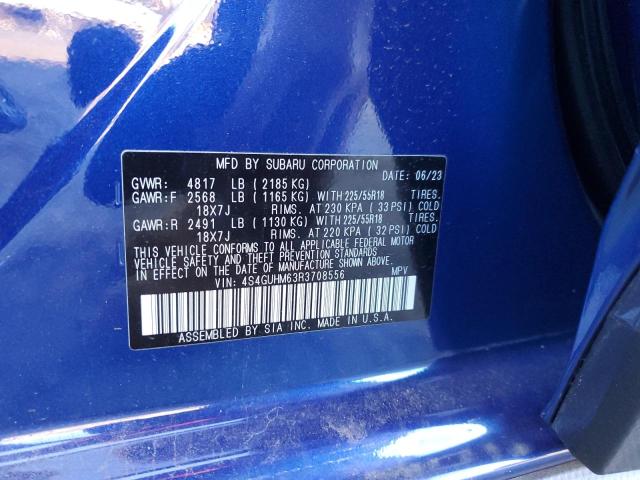 MFD BY SUBARU CORPORATION DATE: 06/23
GVWR: 4817 LB ( 2185 KG)
GAWR:F 2568 LB ( 1165 KG) WITH 225/55R18 TIRES.
18X7J RIMS. AT 230 KPA ( 33 PSI) COLD
GAWR:R 2491 LB ( 1130 KG) WITH 225/55R18 TIRES.
18X7J RIMS. AT 220 KPA ( 32 PSI) COLD
THIS VEHICLE CONFORMS TO ALL APPLICABLE FEDERAL MOTOR
VEHICLE SAFETY, BUMPER, AND THEFT PREVENTION STANDARDS
IN EFFECT ON THE DATE OF MANUFACTURE SHOWN ABOVE.
VIN: 4S4GUHM63R3708556 MPV
ASSEMBLED BY SIA INC. MADE IN U.S.A.